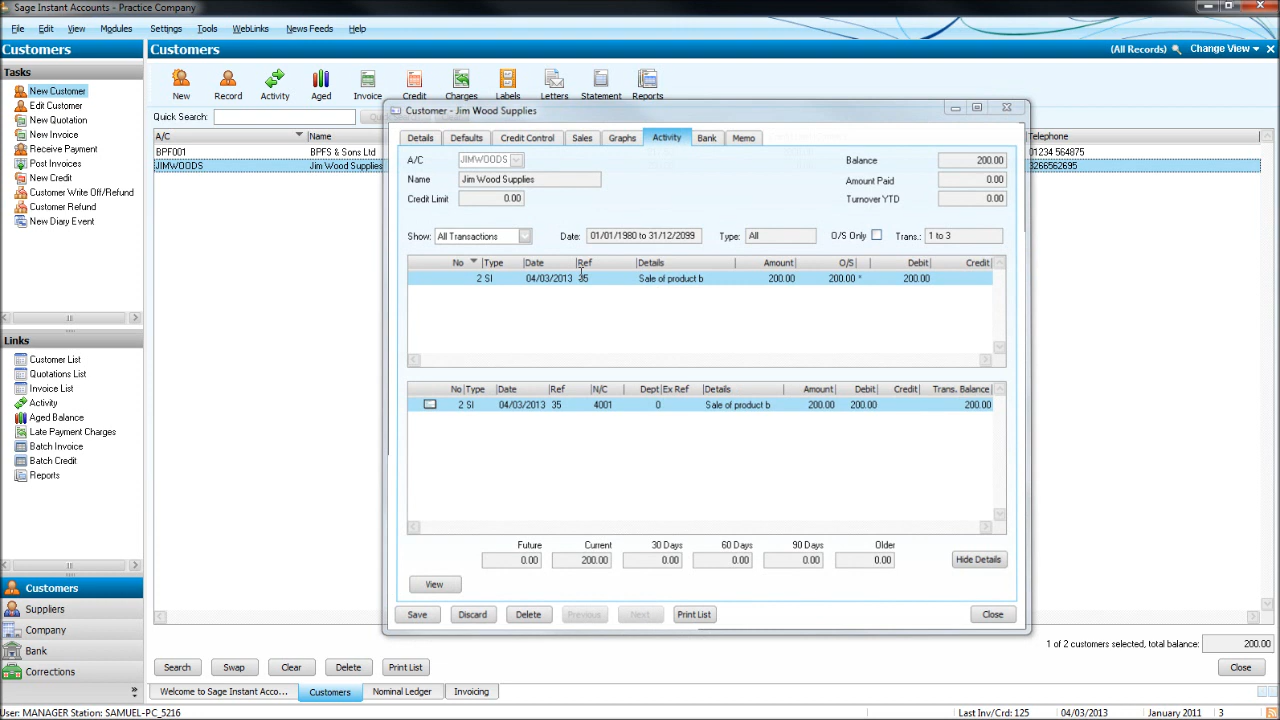 Sage Instant Accounts - Practice Company
File Edit View Modules Settings Tools WebLinks News Feeds Help
Customers
Customers (All Records) Change View
Tasks
New Customer
Edit Customer
New Quotation
New Invoice
Receive Payment
Post Invoices
New Credit
Customer Write Off/Refund
Customer Refund
New Diary Event
Links
Customer List
Quotations List
Invoice List
Activity
Aged Balance
Late Payment Charges
Batch Invoice
Batch Credit
Reports
Customers
Suppliers
Company
Bank
Corrections
New Record Activity Aged Invoice Credit Charges Labels Letters Statement Reports
Quick Search:
A/C Name Telephone
BPF001 BPFS & Sons Ltd 01234 564875
JIMWOODS Jim Wood Supplies 3266562695
Customer - Jim Wood Supplies
Details Defaults Credit Control Sales Graphs Activity Bank Memo
A/C JIMWOODS Balance 200.00
Name Jim Wood Supplies Amount Paid 0.00
Credit Limit 0.00 Turnover YTD 0.00
Show: All Transactions Date: 01/01/1980 to 31/12/2099 Type: All O/S Only Trans.: 1 to 3
No Type Date Ref Details Amount O/S Debit Credit
2 SI 04/03/2013 35 Sale of product b 200.00 200.00 * 200.00
No Type Date Ref N/C Dept Ex Ref Details Amount Debit Credit Trans. Balance
2 SI 04/03/2013 35 4001 0 Sale of product b 200.00 200.00 200.00
Future Current 30 Days 60 Days 90 Days Older
0.00 200.00 0.00 0.00 0.00 0.00 Hide Details
View
Save Discard Delete Previous Next Print List Close
1 of 2 customers selected, total balance: 200.00
Search Swap Clear Delete Print List Close
Welcome to Sage Instant Acco... Customers Nominal Ledger Invoicing
User: MANAGER Station: SAMUEL-PC_5216 Last Inv/Crd: 125 04/03/2013 January 2011 3